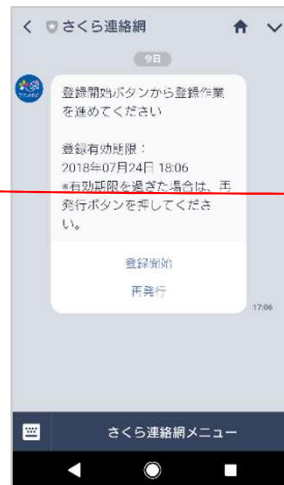 さくら連絡網
今日
登録開始ボタンから登録作業
を進めてください
登録有効期限：
2018年07月24日 18:06
※有効期限を過ぎた場合は、再
発行ボタンを押してくださ
い。
登録開始
再発行
17:06
さくら連絡網メニュー